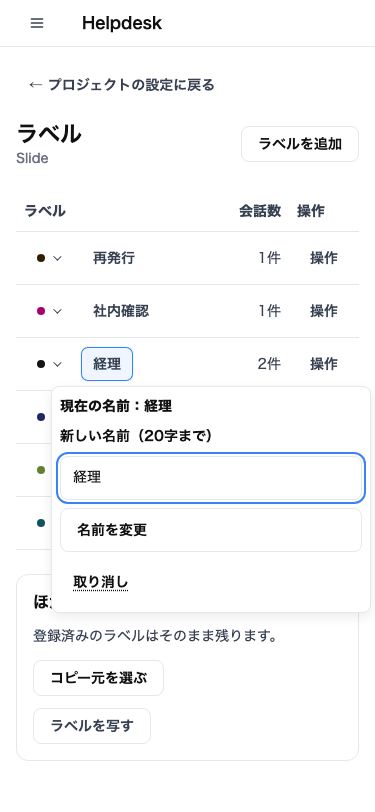 Helpdesk
← プロジェクトの設定に戻る
ラベル
Slide
ラベルを追加
ラベル 会話数 操作
再発行 1件 操作
社内確認 1件 操作
経理 2件 操作
現在の名前：経理
新しい名前（20字まで）
経理
名前を変更
取り消し
登録済みのラベルはそのまま残ります。
コピー元を選ぶ
ラベルを写す